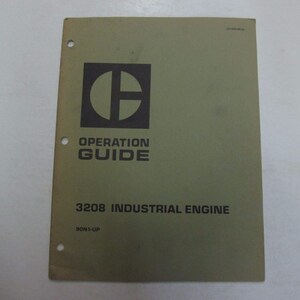 OPERATION
GUIDE
3208 INDUSTRIAL ENGINE